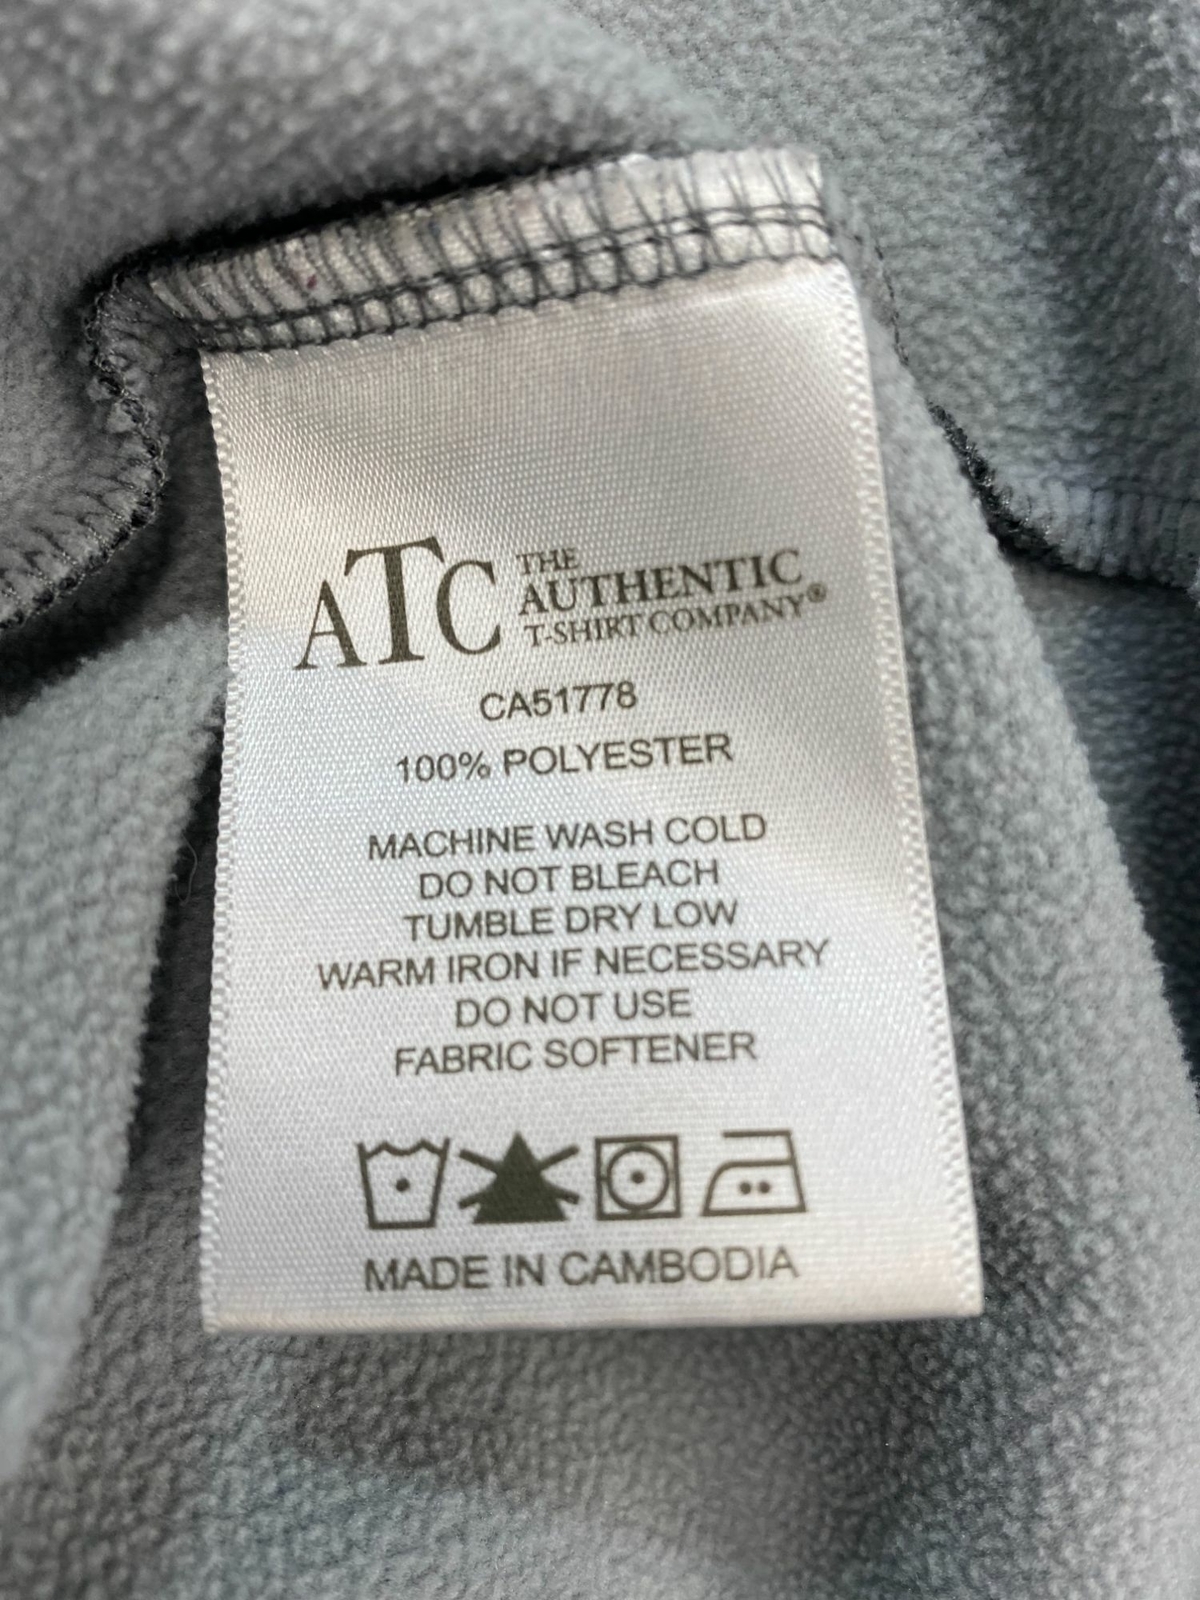 ATC THE
AUTHENTIC
T-SHIRT COMPANY®
CA51778
100% POLYESTER
MACHINE WASH COLD
DO NOT BLEACH
TUMBLE DRY LOW
WARM IRON IF NECESSARY
DO NOT USE
FABRIC SOFTENER
MADE IN CAMBODIA